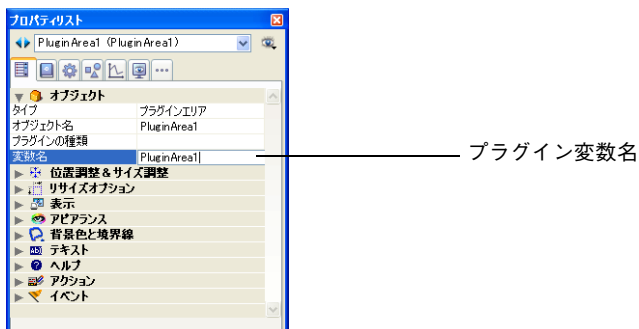 プロパティリスト
PluginArea1 (PluginArea1)
オブジェクト
タイプ プラグインエリア
オブジェクト名 PluginArea1
プラグインの種類
変数名 PluginArea1
プラグイン変数名
位置調整＆サイズ調整
リサイズオプション
表示
アピアランス
背景色と境界線
テキスト
ヘルプ
アクション
イベント